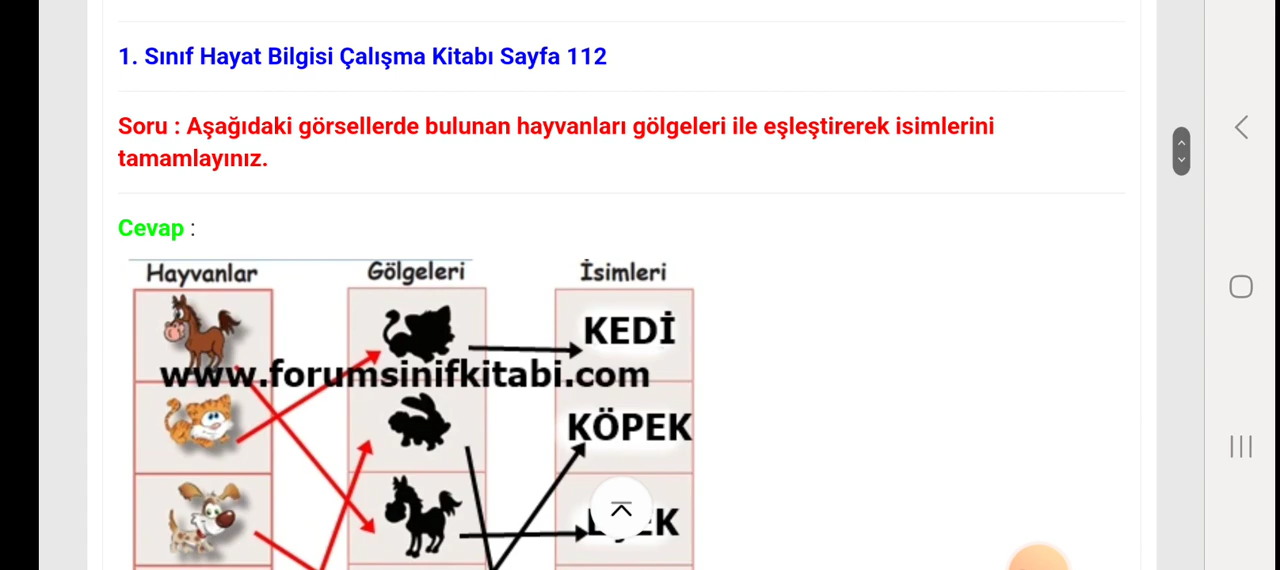 1. Sınıf Hayat Bilgisi Çalışma Kitabı Sayfa 112
Soru : Aşağıdaki görsellerde bulunan hayvanları gölgeleri ile eşleştirerek isimlerini
tamamlayınız.
Cevap :
Hayvanlar Gölgeleri İsimleri
KEDİ
www.forumsinifkitabi.com
KÖPEK